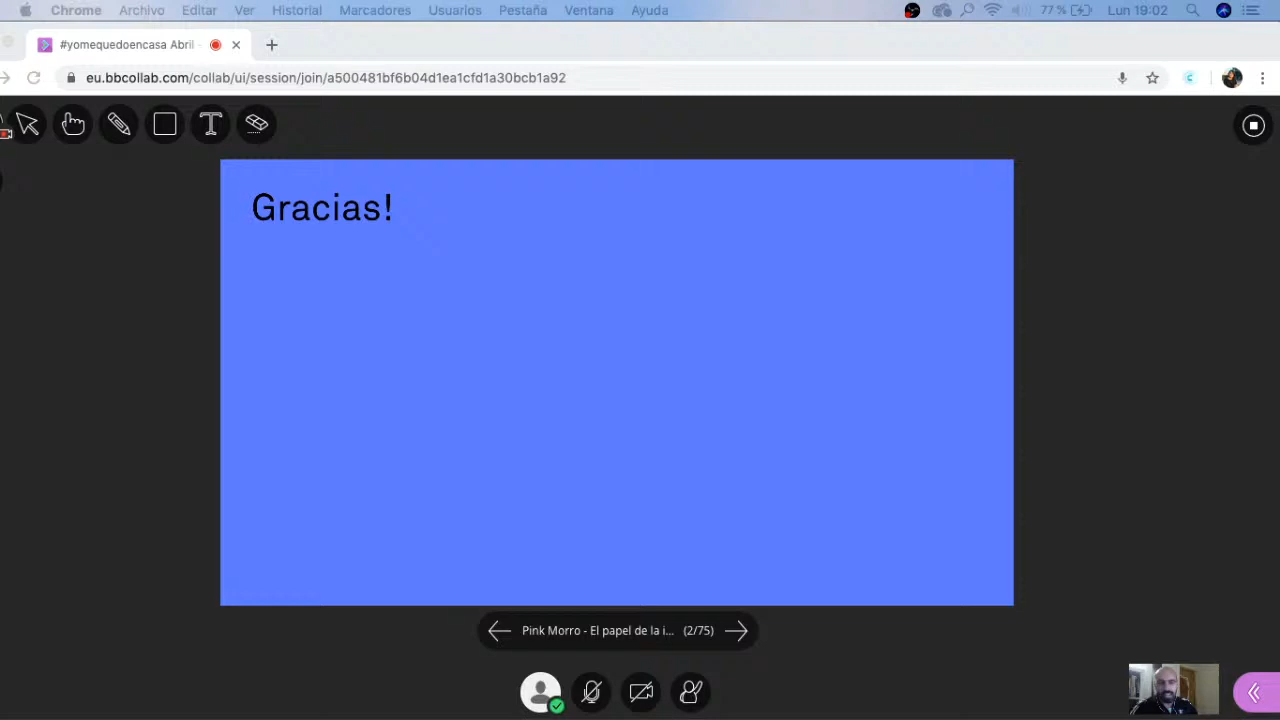 Chrome Archivo Editar Ver Historial Marcadores Usuarios Pestaña Ventana Ayuda 77 % Lun 19:02
#yomequedoencasa Abril -
eu.bbcollab.com/collab/ui/session/join/a500481bf6b04d1ea1cfd1a30bcb1a92
T
Gracias!
Pink Morro - El papel de la i... (2/75)